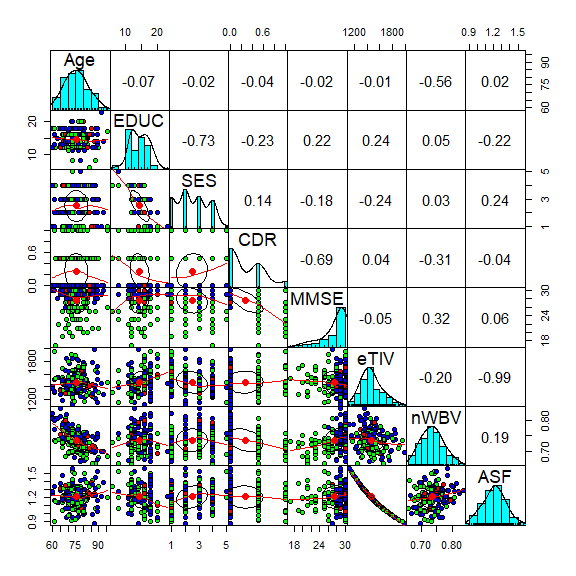 10 20 0.0 0.6 1200 1800 0.9 1.2 1.5
Age -0.07 -0.02 -0.04 -0.02 -0.01 -0.56 0.02 60 75 90
10 20 EDUC -0.73 -0.23 0.22 0.24 0.05 -0.22
SES 0.14 -0.18 -0.24 0.03 0.24 1 3 5
0.0 0.6 CDR -0.69 0.04 -0.31 -0.04
MMSE -0.05 0.32 0.06 18 24 30
1200 1800 eTIV -0.20 -0.99
nWBV 0.19 0.70 0.80
0.9 1.2 1.5 ASF
60 75 90 1 3 5 18 24 30 0.70 0.80